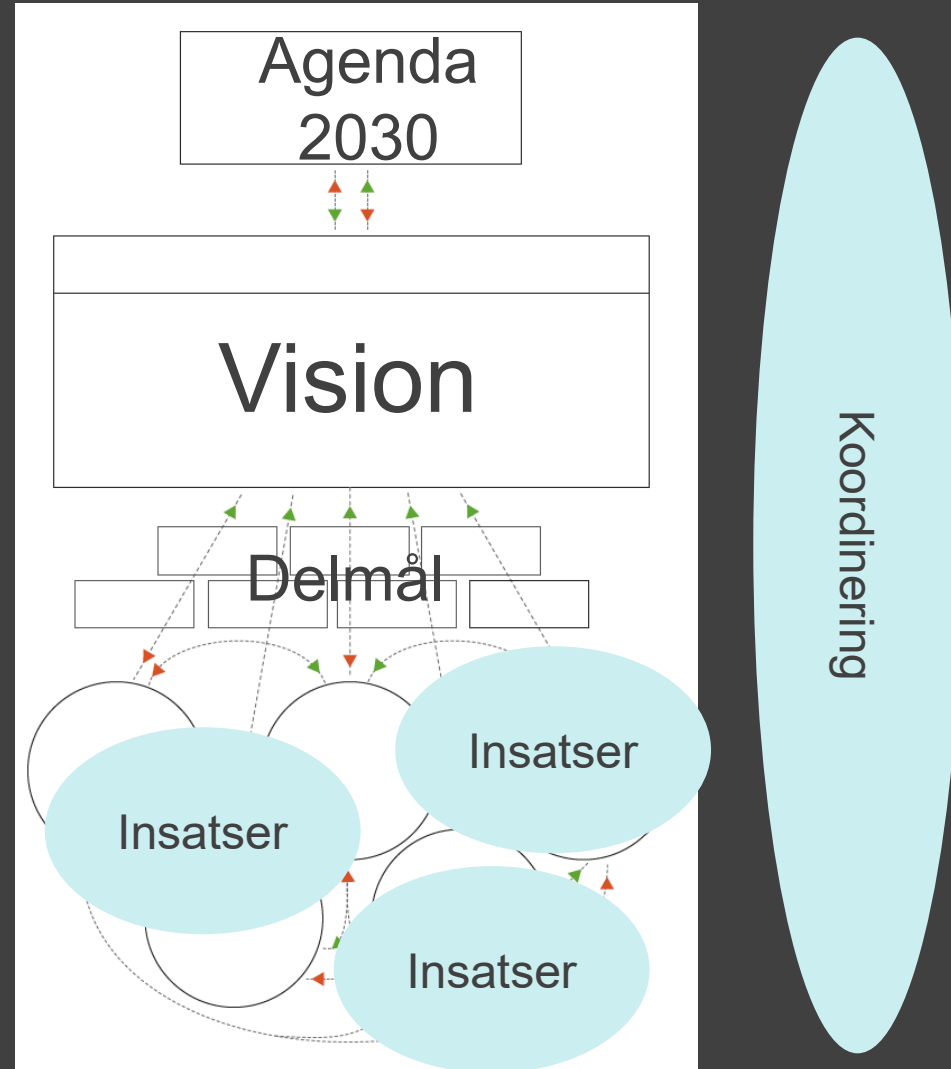 Agenda
2030
Vision
Delmål
Insatser
Insatser
Insatser
Koordinering